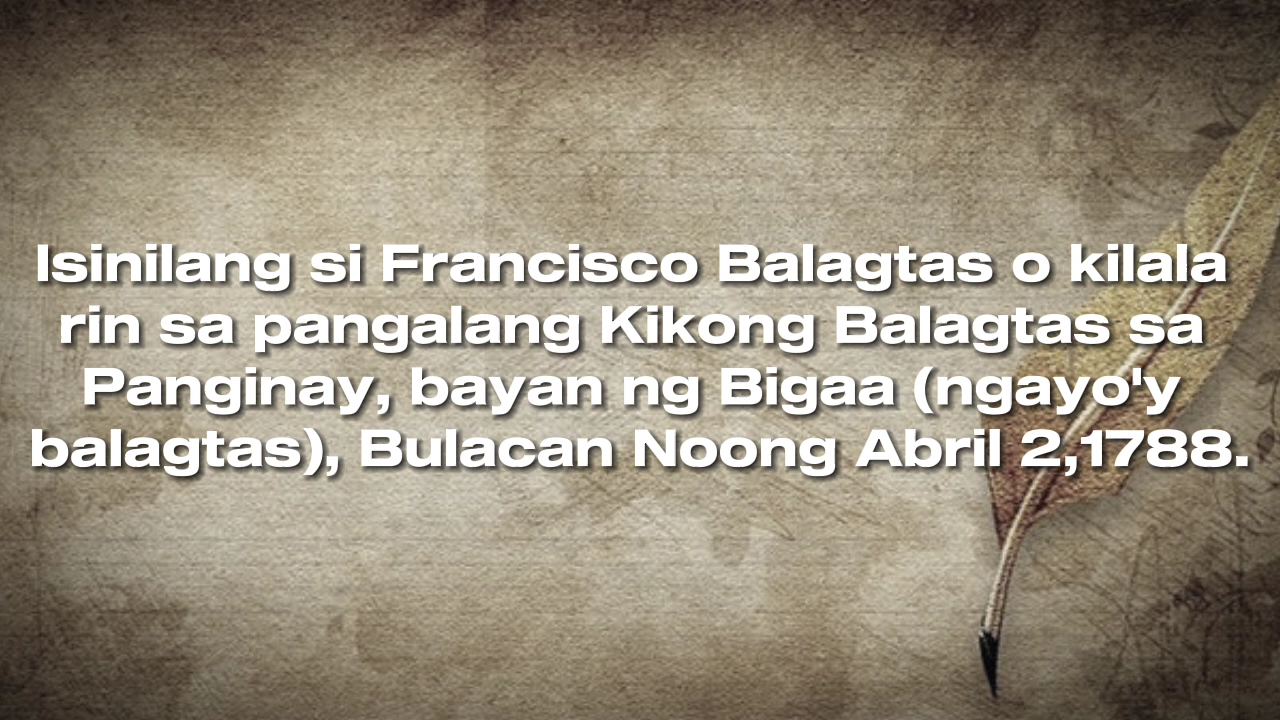 Isinilang si Francisco Balagtas o kilala
rin sa pangalang Kikong Balagtas sa
Panginay, bayan ng Bigaa (ngayo'y
balagtas), Bulacan Noong Abril 2,1788.